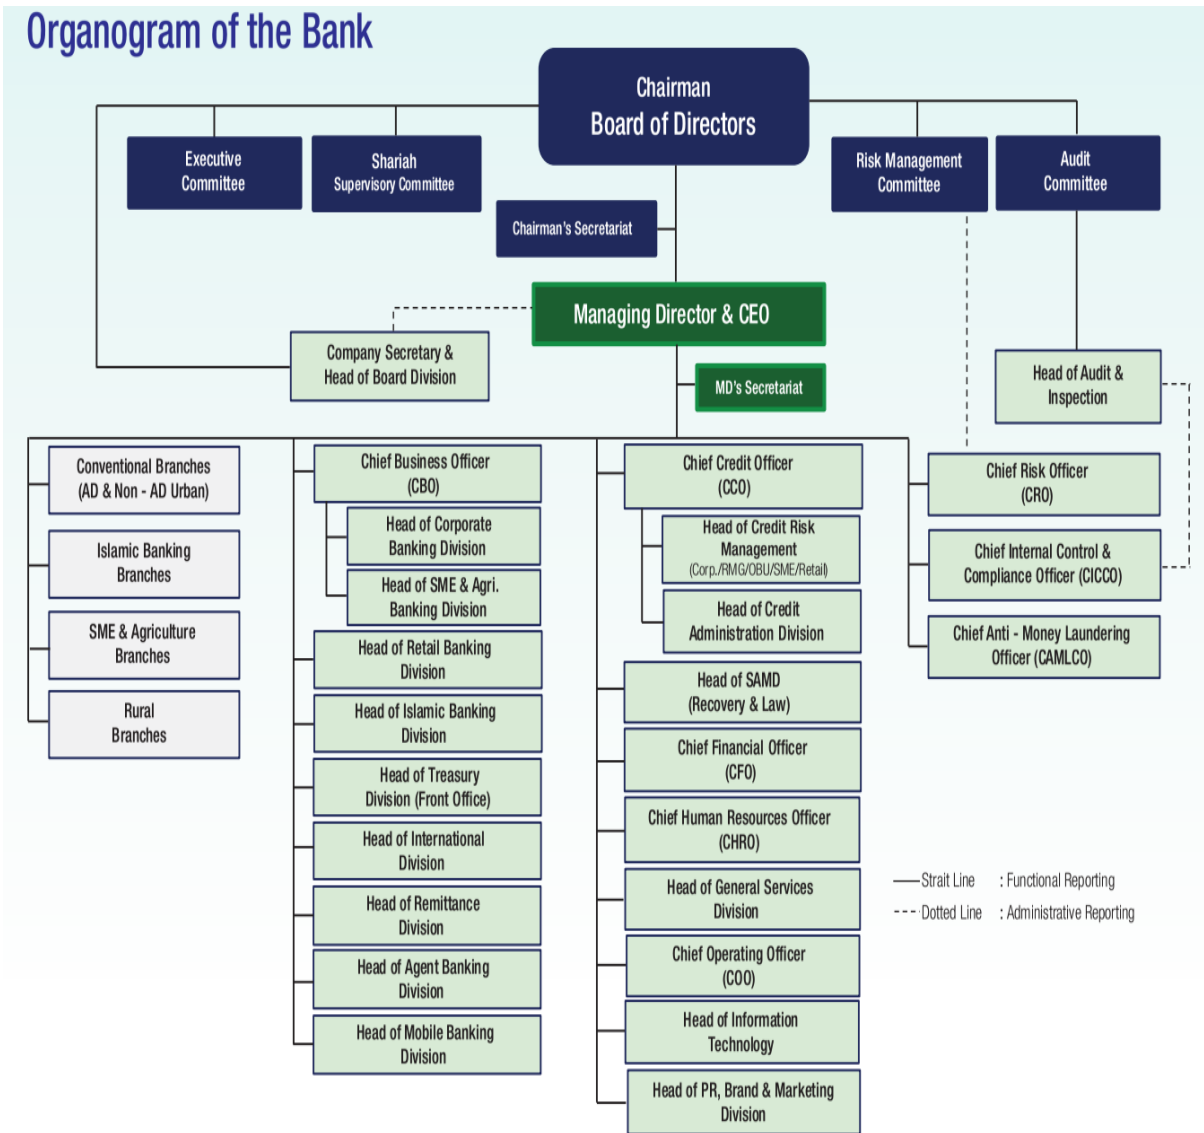 Organogram of the Bank
Chairman
Board of Directors
Executive
Committee
Shariah
Supervisory Committee
Risk Management
Committee
Audit
Committee
Chairman's Secretariat
Managing Director & CEO
Company Secretary &
Head of Board Division
MD's Secretariat
Head of Audit &
Inspection
Conventional Branches
(AD & Non - AD Urban)
Islamic Banking
Branches
SME & Agriculture
Branches
Rural
Branches
Chief Business Officer
(CBO)
Head of Corporate
Banking Division
Head of SME & Agri.
Banking Division
Head of Retail Banking
Division
Head of Islamic Banking
Division
Head of Treasury
Division (Front Office)
Head of International
Division
Head of Remittance
Division
Head of Agent Banking
Division
Head of Mobile Banking
Division
Chief Credit Officer
(CCO)
Head of Credit Risk
Management
(Corp./RMG/OBU/SME/Retail)
Head of Credit
Administration Division
Head of SAMD
(Recovery & Law)
Chief Financial Officer
(CFO)
Chief Human Resources Officer
(CHRO)
Head of General Services
Division
Chief Operating Officer
(COO)
Head of Information
Technology
Head of PR, Brand & Marketing
Division
Chief Risk Officer
(CRO)
Chief Internal Control &
Compliance Officer (CICCO)
Chief Anti - Money Laundering
Officer (CAMLCO)
Strait Line : Functional Reporting
Dotted Line : Administrative Reporting